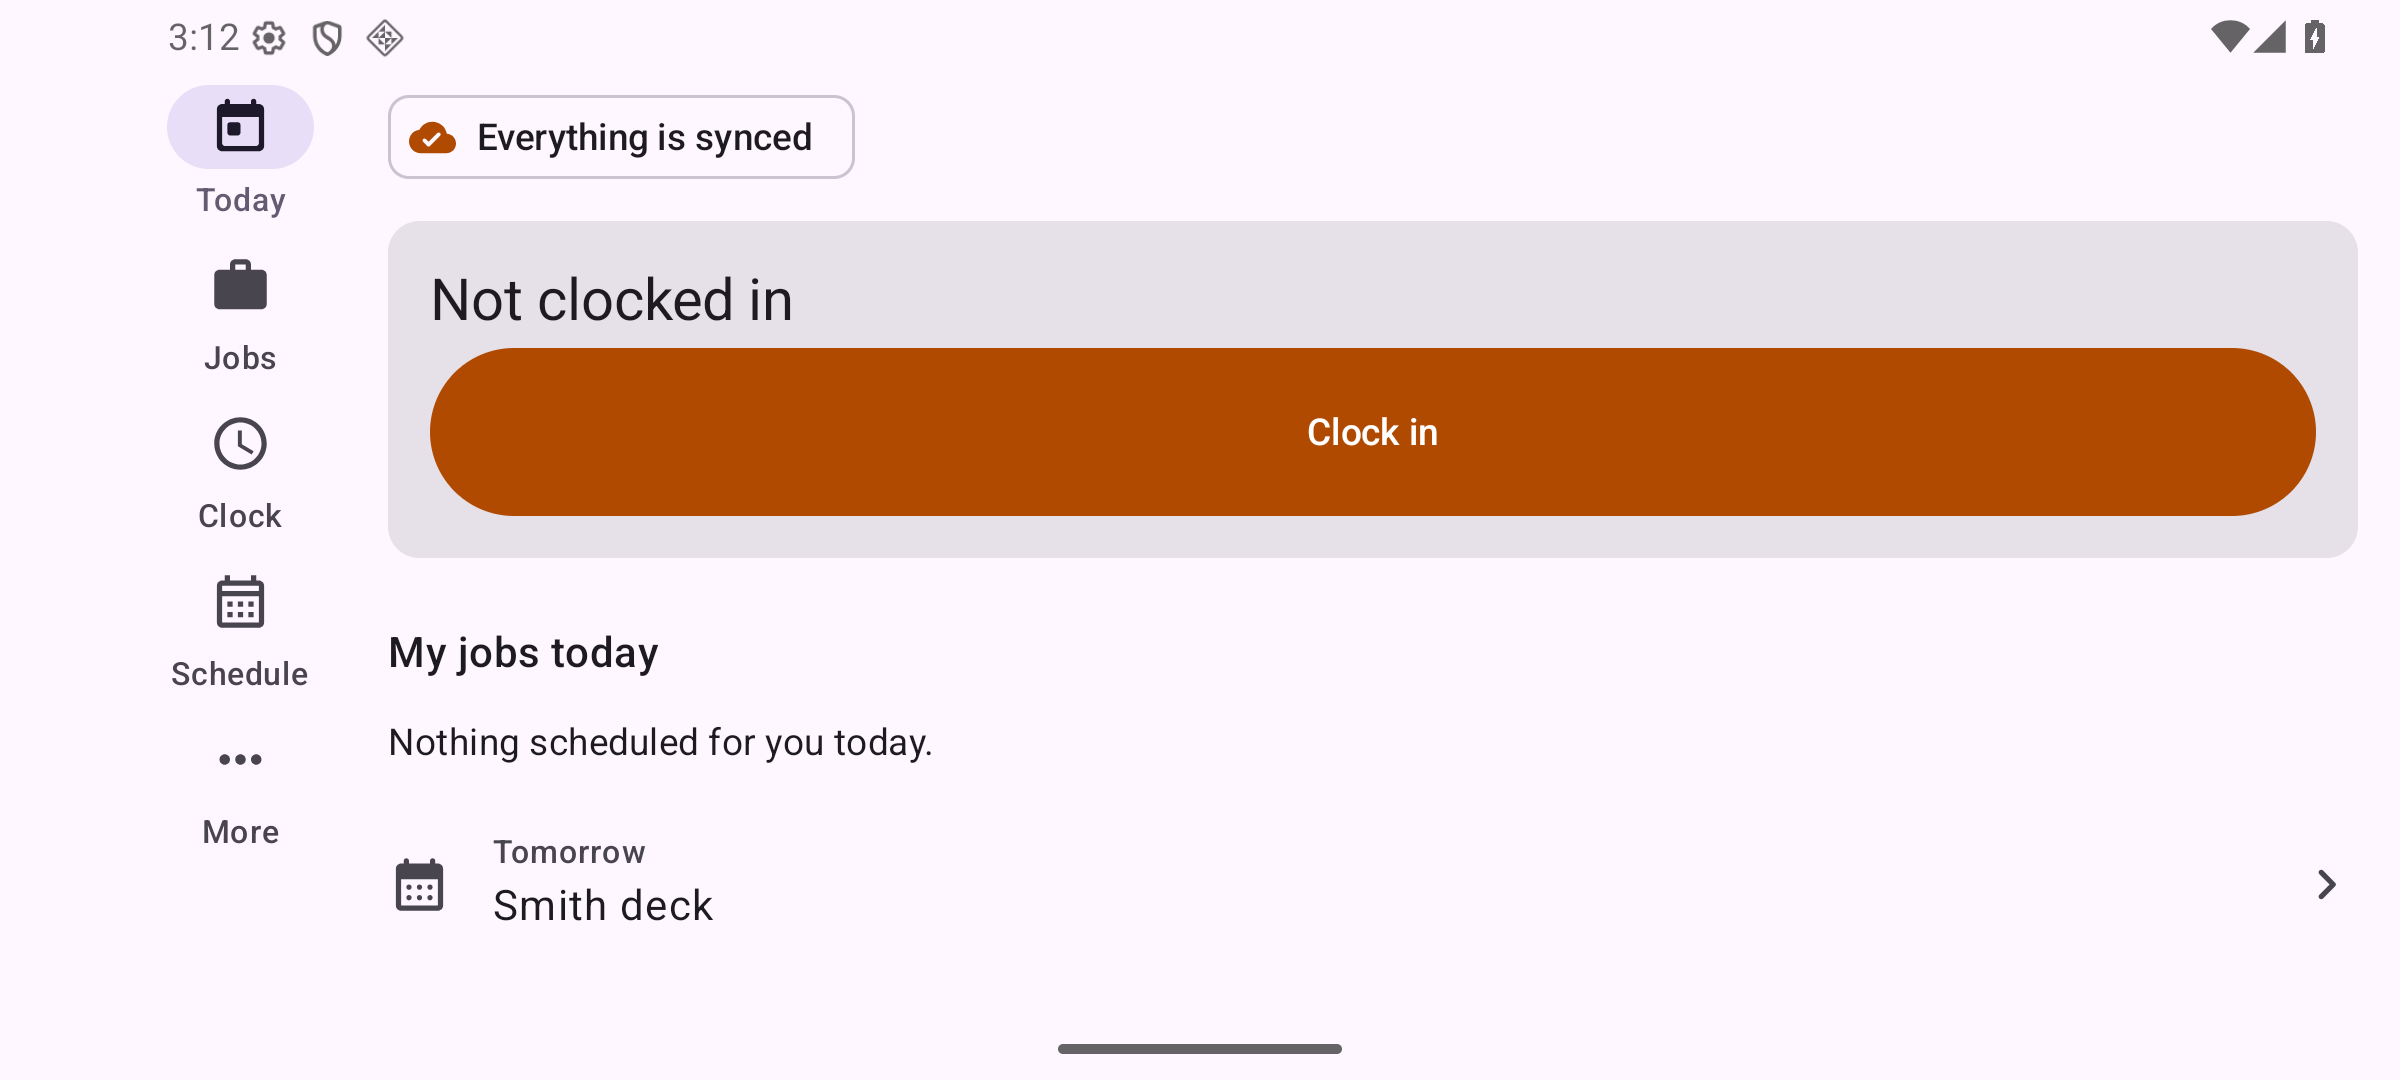 3:12
Today
Jobs
Clock
Schedule
More
Everything is synced
Not clocked in
Clock in
My jobs today
Nothing scheduled for you today.
Tomorrow
Smith deck